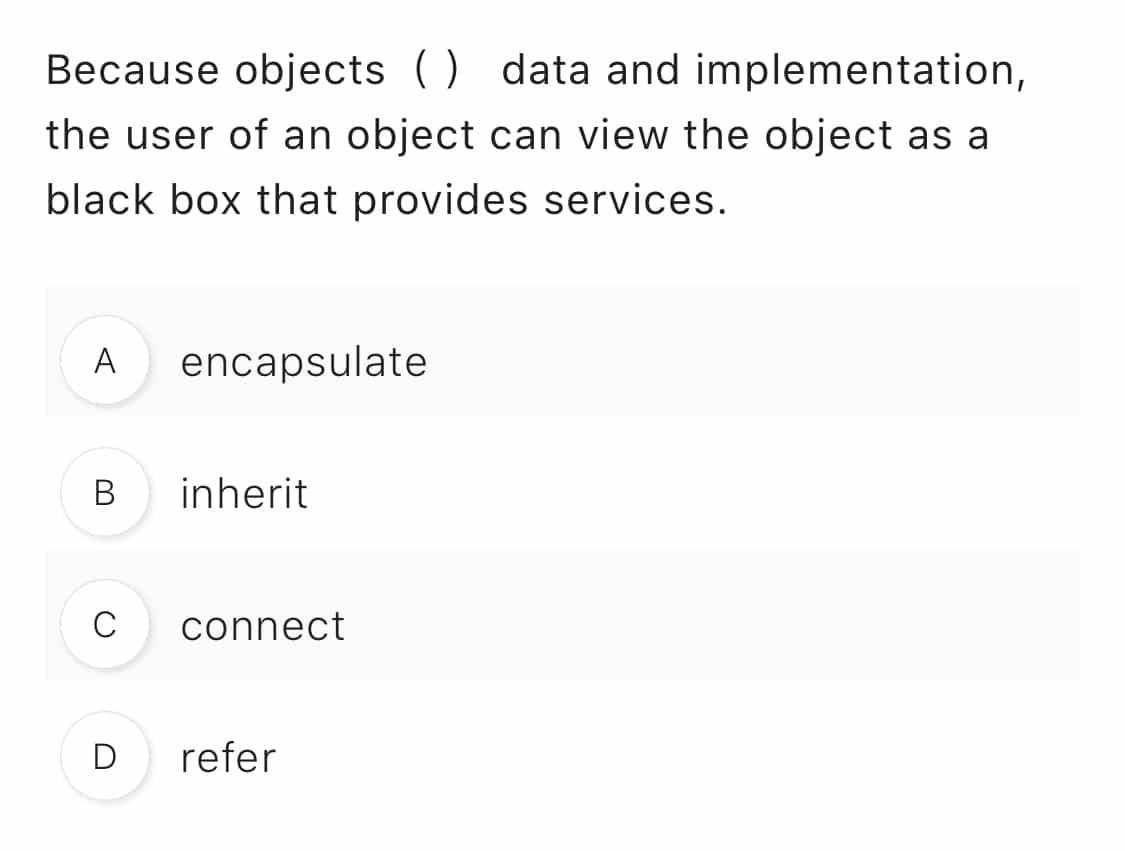 Because objects ( ) data and implementation,
the user of an object can view the object as a
black box that provides services.
A encapsulate
B inherit
C connect
D refer